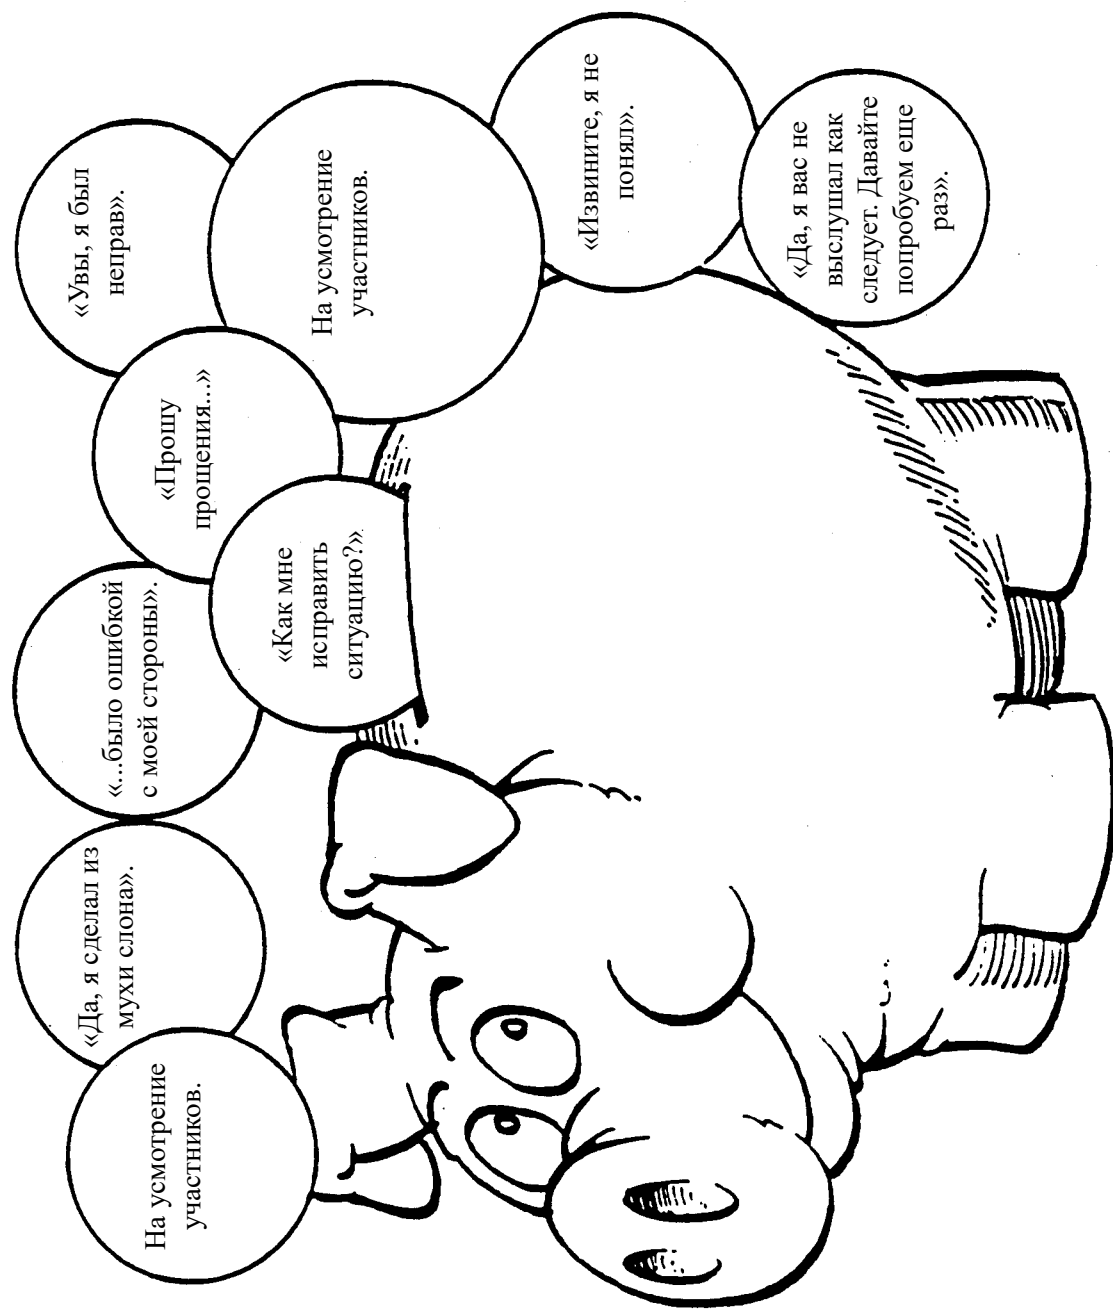 На усмотрение
участников.
«Да, я сделал из
мухи слона».
«...было ошибкой
с моей стороны».
«Как мне
исправить
ситуацию?»
«Прошу
прощения...»
«Увы, я был
неправ».
На усмотрение
участников.
«Извините, я не
понял».
«Да, я вас не
выслушал как
следует. Давайте
попробуем еще
раз».